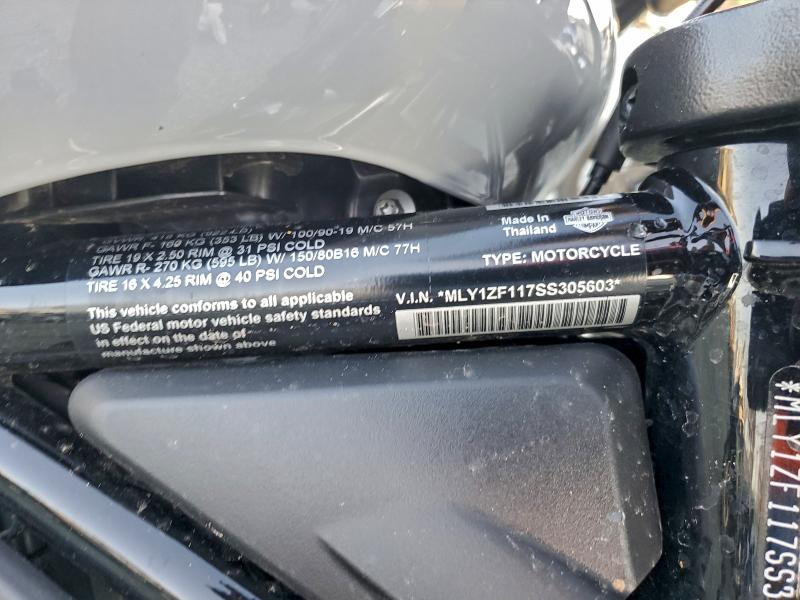 GAWR F- 169 KG (353 LB) W/ 100/90-19 M/C 57H
TIRE 19 X 2.50 RIM @ 31 PSI COLD
GAWR R- 270 KG (595 LB) W/ 150/80B16 M/C 77H
TIRE 16 X 4.25 RIM @ 40 PSI COLD
This vehicle conforms to all applicable
US Federal motor vehicle safety standards
in effect on the date of
manufacture shown above
Made in
Thailand
HARLEY-DAVIDSON
TYPE: MOTORCYCLE
V.I.N. *MLY1ZF117SS305603*
*MLY1ZF117SS3